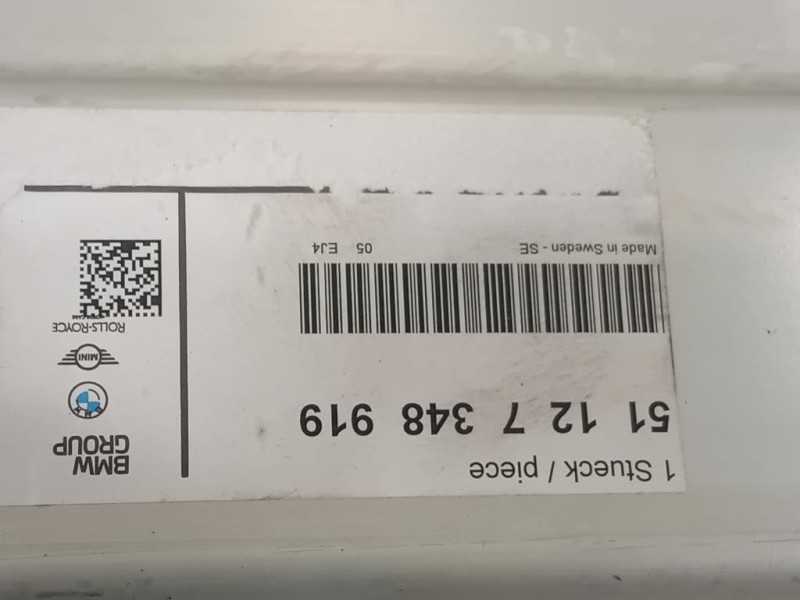 1 Stueck / piece
51 12 7 348 919
Made in Sweden - SE 05 EJ4
BMW
GROUP
BMW
MINI
ROLLS-ROYCE